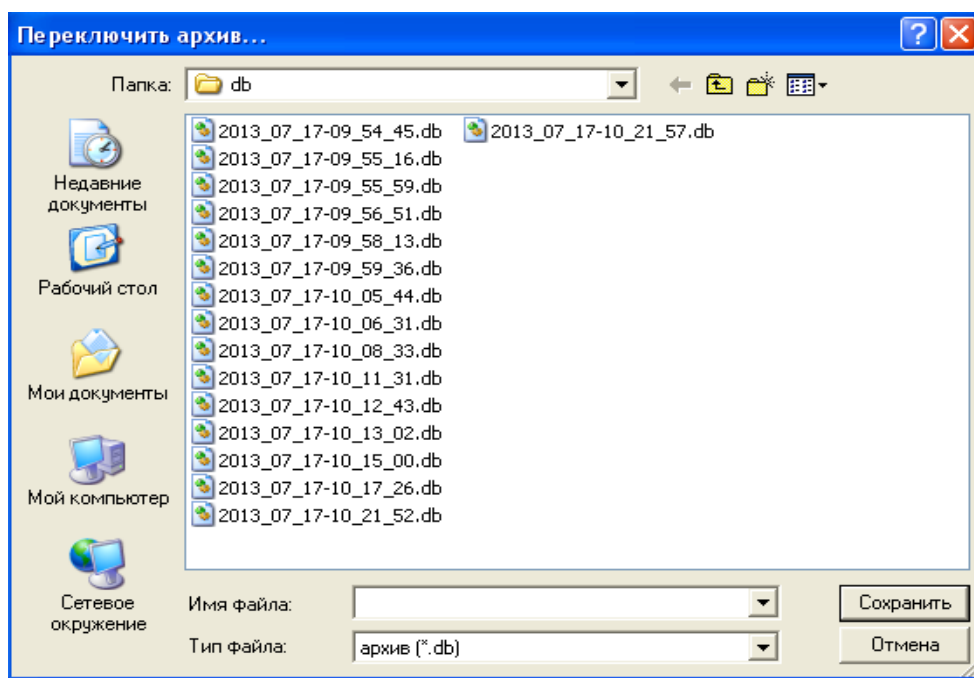 Переключить архив...
Папка:
db
Недавние
документы
Рабочий стол
Мои документы
Мой компьютер
Сетевое
окружение
2013_07_17-09_54_45.db
2013_07_17-09_55_16.db
2013_07_17-09_55_59.db
2013_07_17-09_56_51.db
2013_07_17-09_58_13.db
2013_07_17-09_59_36.db
2013_07_17-10_05_44.db
2013_07_17-10_06_31.db
2013_07_17-10_08_33.db
2013_07_17-10_11_31.db
2013_07_17-10_12_43.db
2013_07_17-10_13_02.db
2013_07_17-10_15_00.db
2013_07_17-10_17_26.db
2013_07_17-10_21_52.db
2013_07_17-10_21_57.db
Имя файла:
Сохранить
Тип файла:
архив (*.db)
Отмена